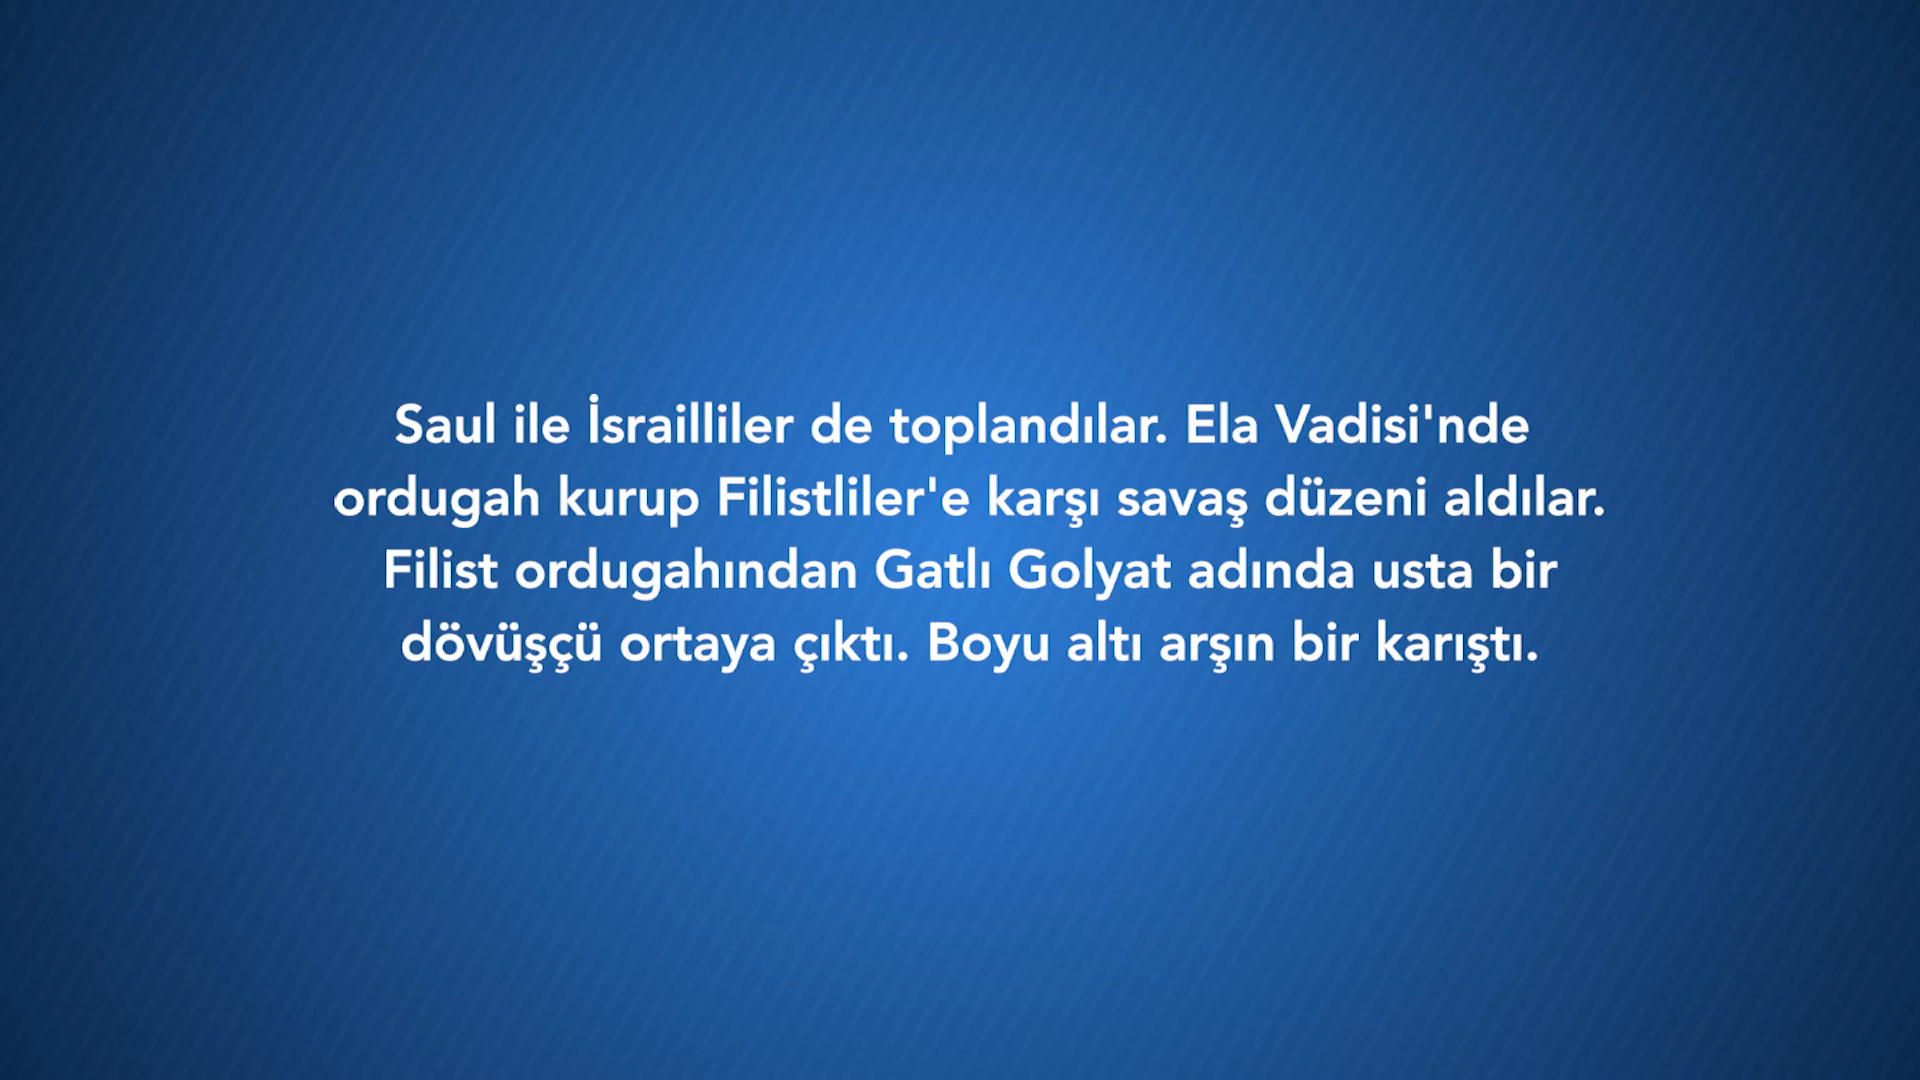 Saul ile İsrailliler de toplandılar. Ela Vadisi'nde
ordugah kurup Filistliler'e karşı savaş düzeni aldılar.
Filist ordugahından Gatlı Golyat adında usta bir
dövüşçü ortaya çıktı. Boyu altı arşın bir karıştı.